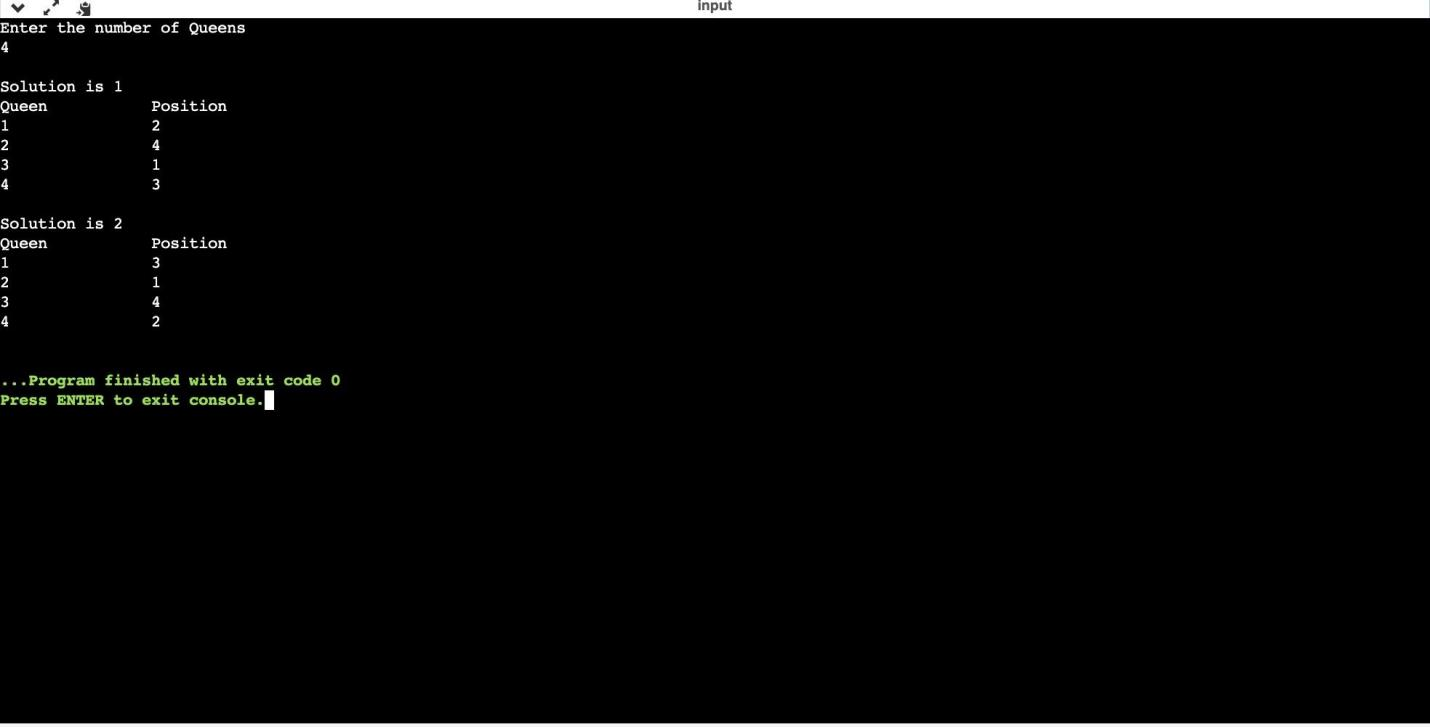 input
Enter the number of Queens
4
Solution is 1
Queen Position
1 2
2 4
3 1
4 3
Solution is 2
Queen Position
1 3
2 1
3 4
4 2
...Program finished with exit code 0
Press ENTER to exit console.